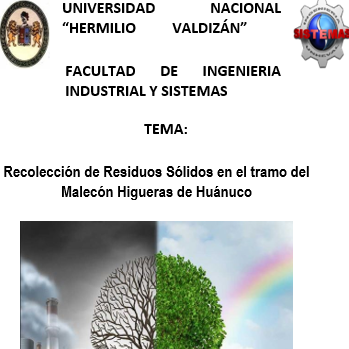 UNIVERSIDAD NACIONAL
“HERMILIO VALDIZÁN”
SISTEMAS
FACULTAD DE INGENIERIA
INDUSTRIAL Y SISTEMAS
TEMA:
Recolección de Residuos Sólidos en el tramo del
Malecón Higueras de Huánuco